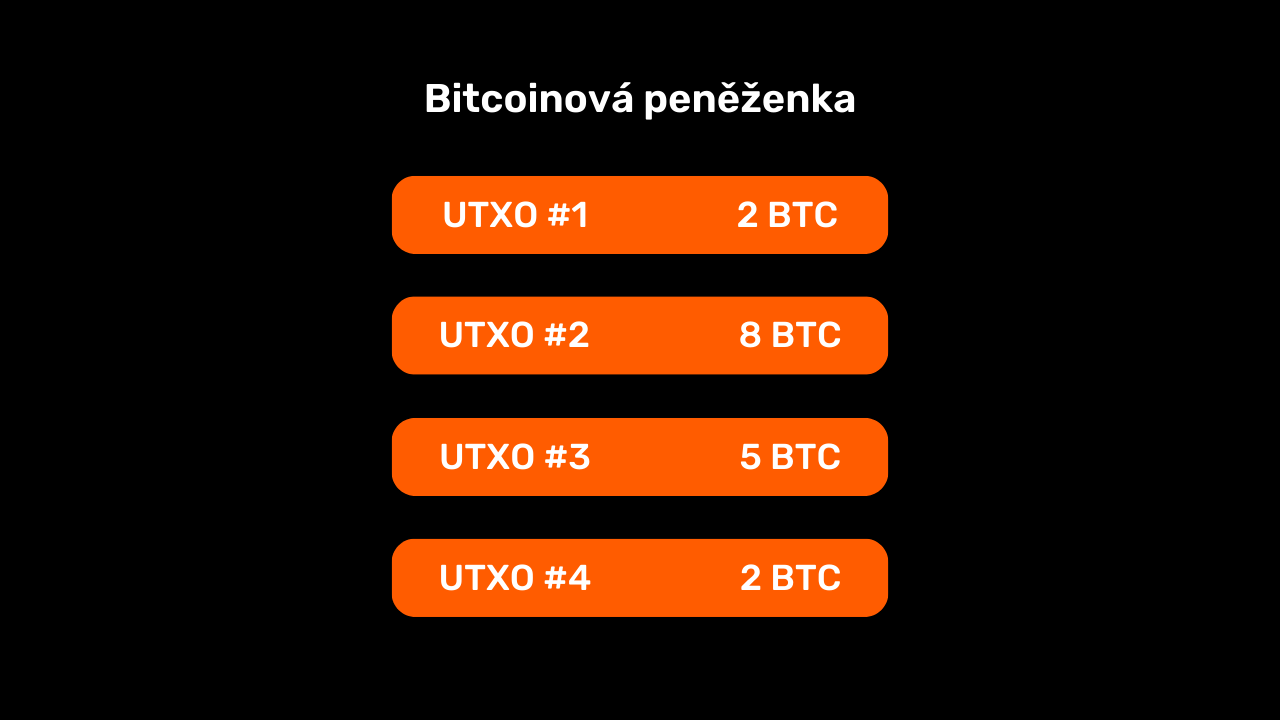 Bitcoinová peněženka
UTXO #1 2 BTC
UTXO #2 8 BTC
UTXO #3 5 BTC
UTXO #4 2 BTC